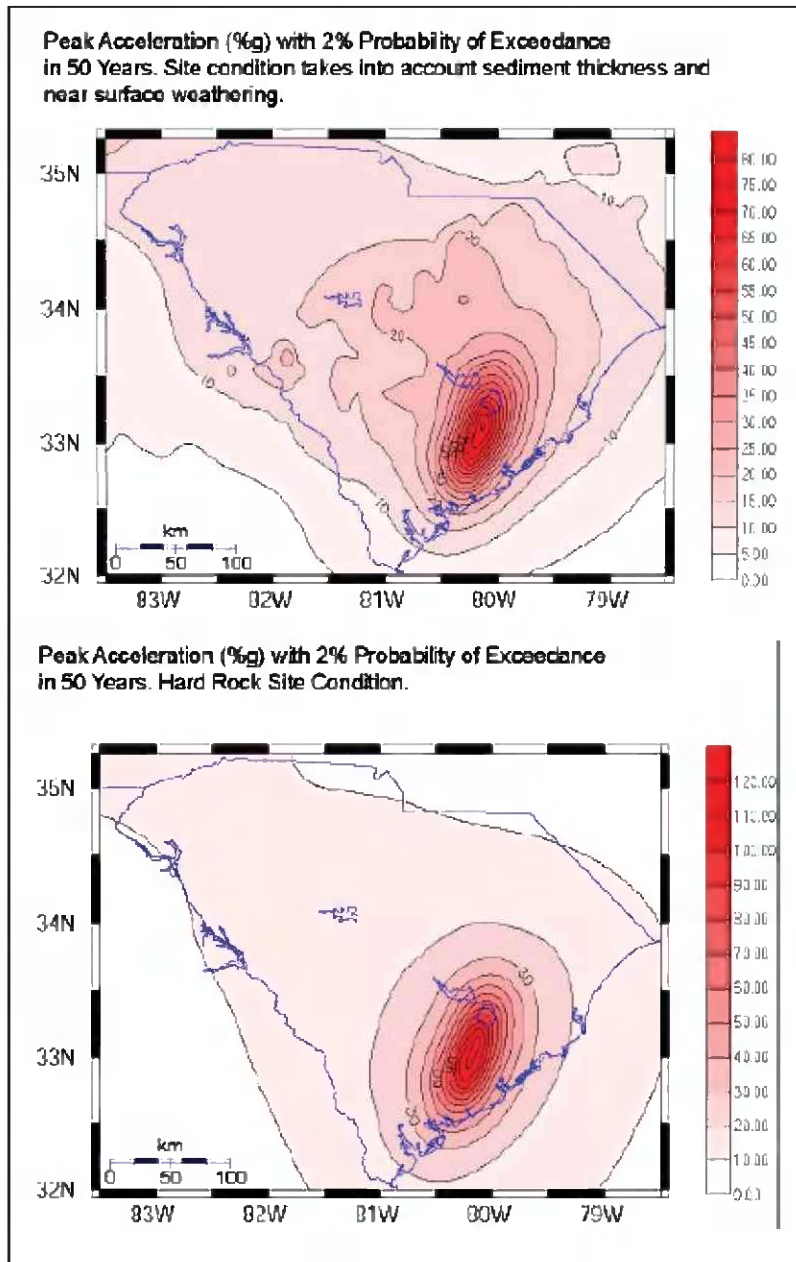 Peak Acceleration (%g) with 2% Probability of Exceedance
in 50 Years. Site condition takes into account sediment thickness and
near surface weathering.
35N
34N
33N
32N
83W
82W
81W
80W
79W
km
0 50 100
10
10
20
20
10
10
10
80.00
75.00
70.00
65.00
60.00
55.00
50.00
45.00
40.00
35.00
30.00
25.00
20.00
15.00
10.00
5.00
0.00
Peak Acceleration (%g) with 2% Probability of Exceedance
in 50 Years. Hard Rock Site Condition.
35N
34N
33N
32N
83W
82W
81W
80W
79W
km
0 50 100
120.00
110.00
100.00
90.00
80.00
70.00
60.00
50.00
40.00
30.00
20.00
10.00
0.00